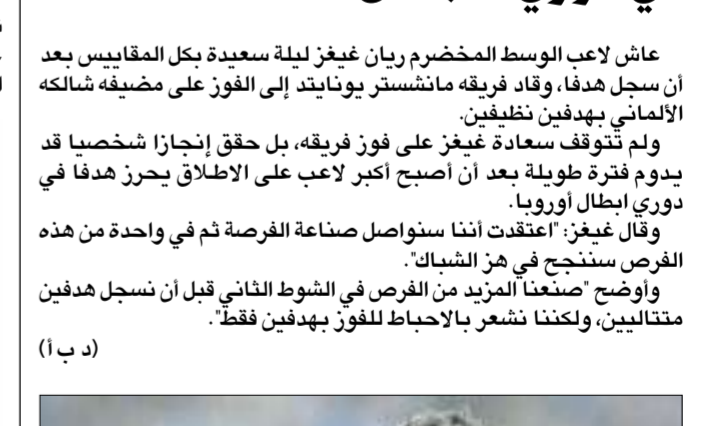 عاش لاعب الوسط المخضرم ريان غيغز ليلة سعيدة بكل المقاييس بعد
أن سجل هدفا، وقاد فريقه مانشستر يونايتد إلى الفوز على مضيفه شالكه
الألماني بهدفين نظيفين.
ولم تتوقف سعادة غيغز على فوز فريقه، بل حقق إنجازا شخصيا قد
يدوم فترة طويلة بعد أن أصبح أكبر لاعب على الاطلاق يحرز هدفا في
دوري ابطال أوروبا.
وقال غيغز: "اعتقدت أننا سنواصل صناعة الفرصة ثم في واحدة من هذه
الفرص سننجح في هز الشباك".
وأوضح "صنعنا المزيد من الفرص في الشوط الثاني قبل أن نسجل هدفين
متتاليين، ولكننا نشعر بالاحباط للفوز بهدفين فقط".
(د ب أ)